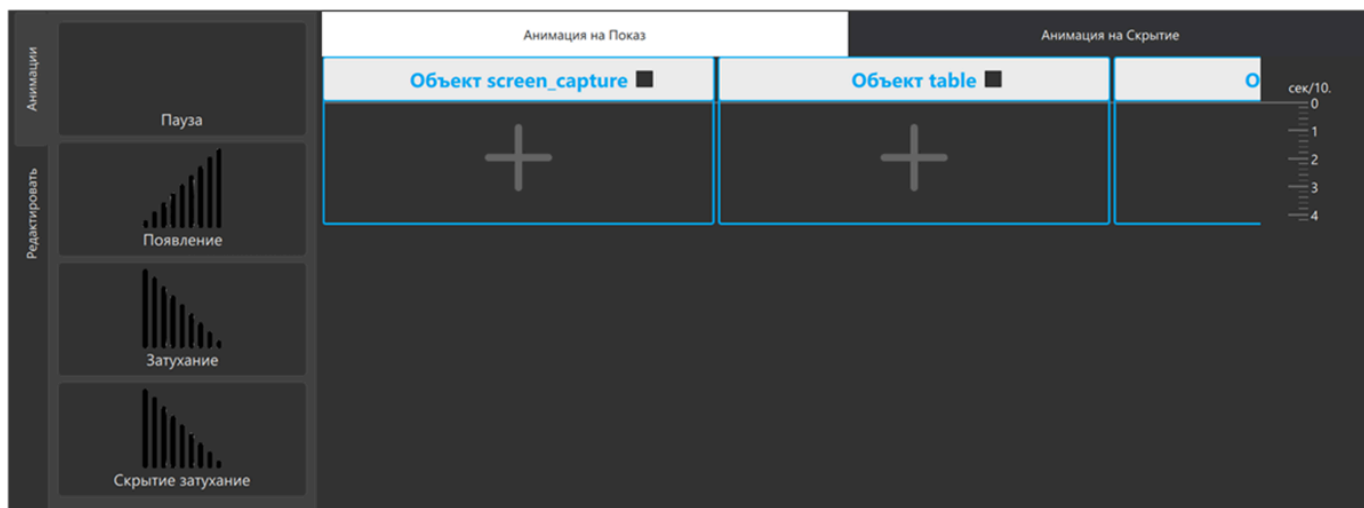 Анимации
Редактировать
Пауза
Появление
Затухание
Скрытие затухание
Анимация на Показ
Анимация на Скрытие
Объект screen_capture
Объект table
О
сек/10.
0
1
2
3
4